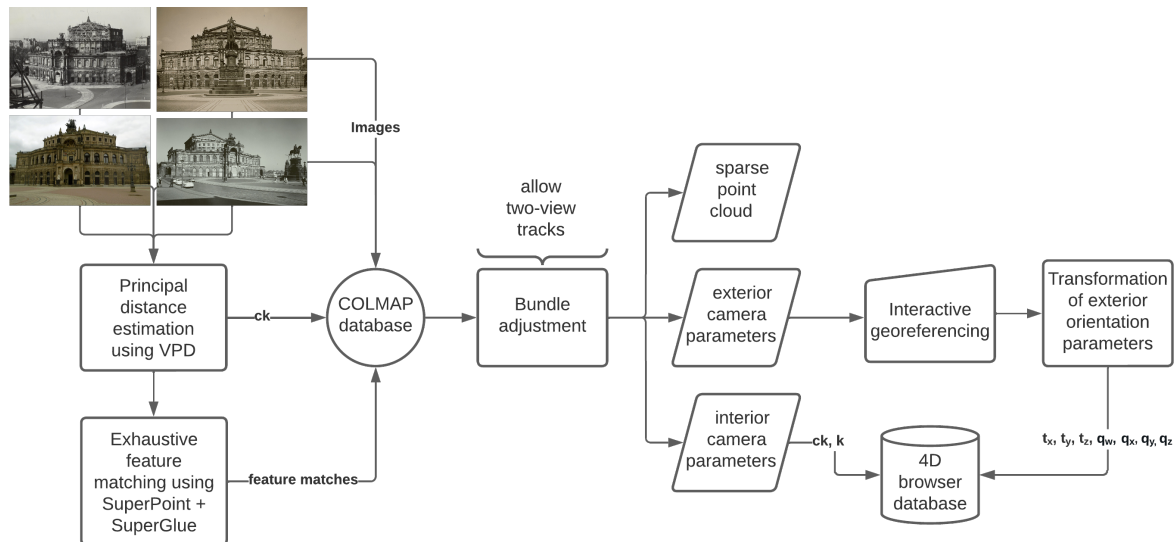 Images
Principal
distance
estimation
using VPD
ck
COLMAP
database
Exhaustive
feature
matching using
SuperPoint +
SuperGlue
feature matches
allow
two-view
tracks
Bundle
adjustment
sparse
point
cloud
exterior
camera
parameters
interior
camera
parameters
ck, k
Interactive
georeferencing
Transformation
of exterior
orientation
parameters
tx, ty, tz, qw, qx, qy, qz
4D
browser
database